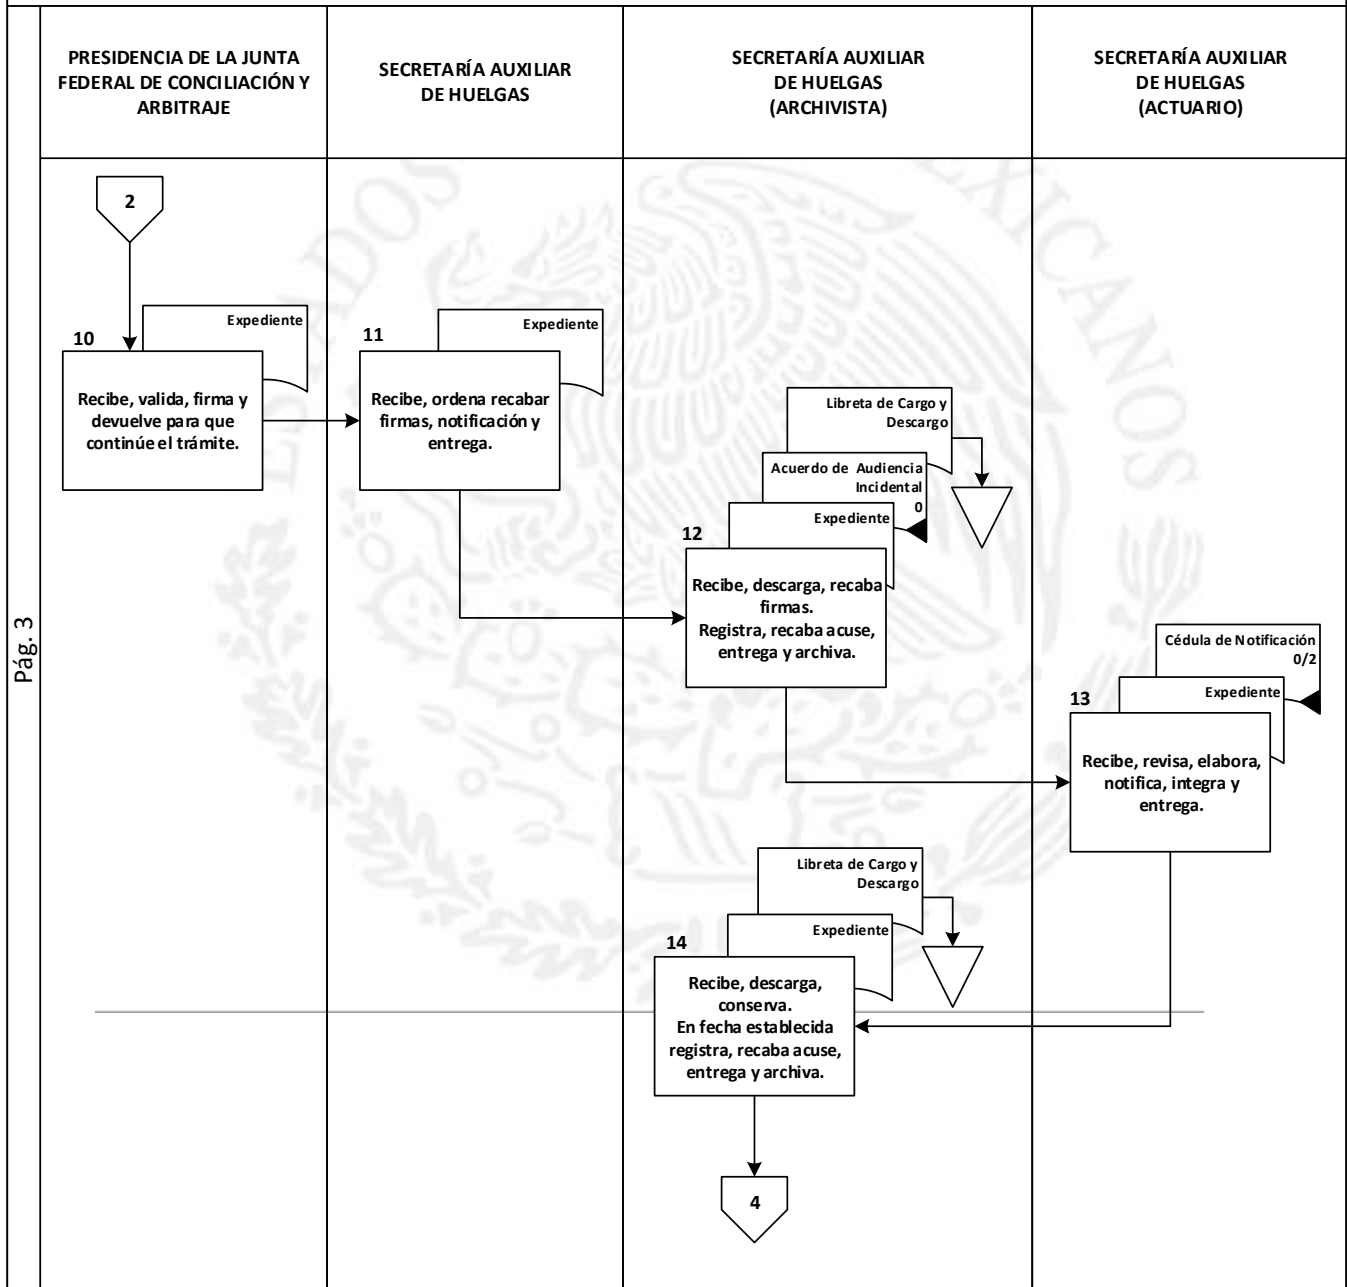 PRESIDENCIA DE LA JUNTA
FEDERAL DE CONCILIACIÓN Y
ARBITRAJE
SECRETARÍA AUXILIAR
DE HUELGAS
SECRETARÍA AUXILIAR
DE HUELGAS
(ARCHIVISTA)
SECRETARÍA AUXILIAR
DE HUELGAS
(ACTUARIO)
Pág. 3
2
10
Expediente
Recibe, valida, firma y
devuelve para que
continúe el trámite.
11
Expediente
Recibe, ordena recabar
firmas, notificación y
entrega.
Libreta de Cargo y
Descargo
Acuerdo de Audiencia
Incidental
0
Expediente
12
Recibe, descarga, recaba
firmas.
Registra, recaba acuse,
entrega y archiva.
Cédula de Notificación
0/2
Expediente
13
Recibe, revisa, elabora,
notifica, integra y
entrega.
Libreta de Cargo y
Descargo
Expediente
14
Recibe, descarga,
conserva.
En fecha establecida
registra, recaba acuse,
entrega y archiva.
4
ESTADOS
MEXICANOS